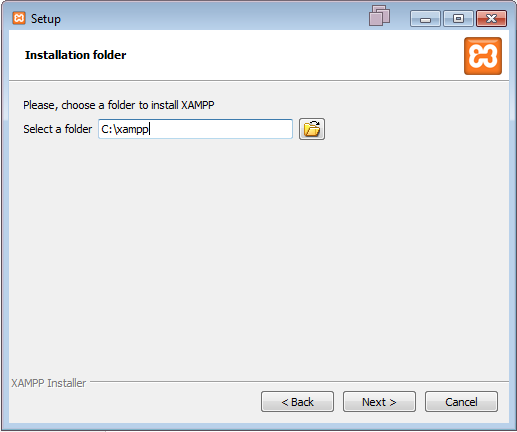 Setup
Installation folder
Please, choose a folder to install XAMPP
Select a folder C:\xampp
XAMPP Installer
< Back Next > Cancel